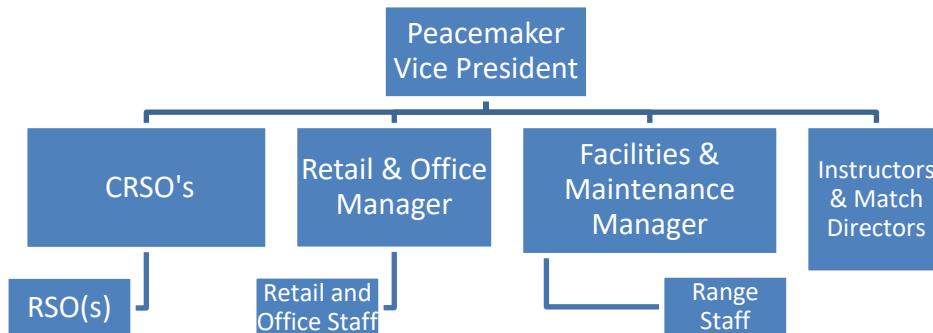 Peacemaker
Vice President
CRSO's
Retail & Office
Manager
Facilities &
Maintenance
Manager
Instructors
& Match
Directors
RSO(s)
Retail and
Office Staff
Range
Staff